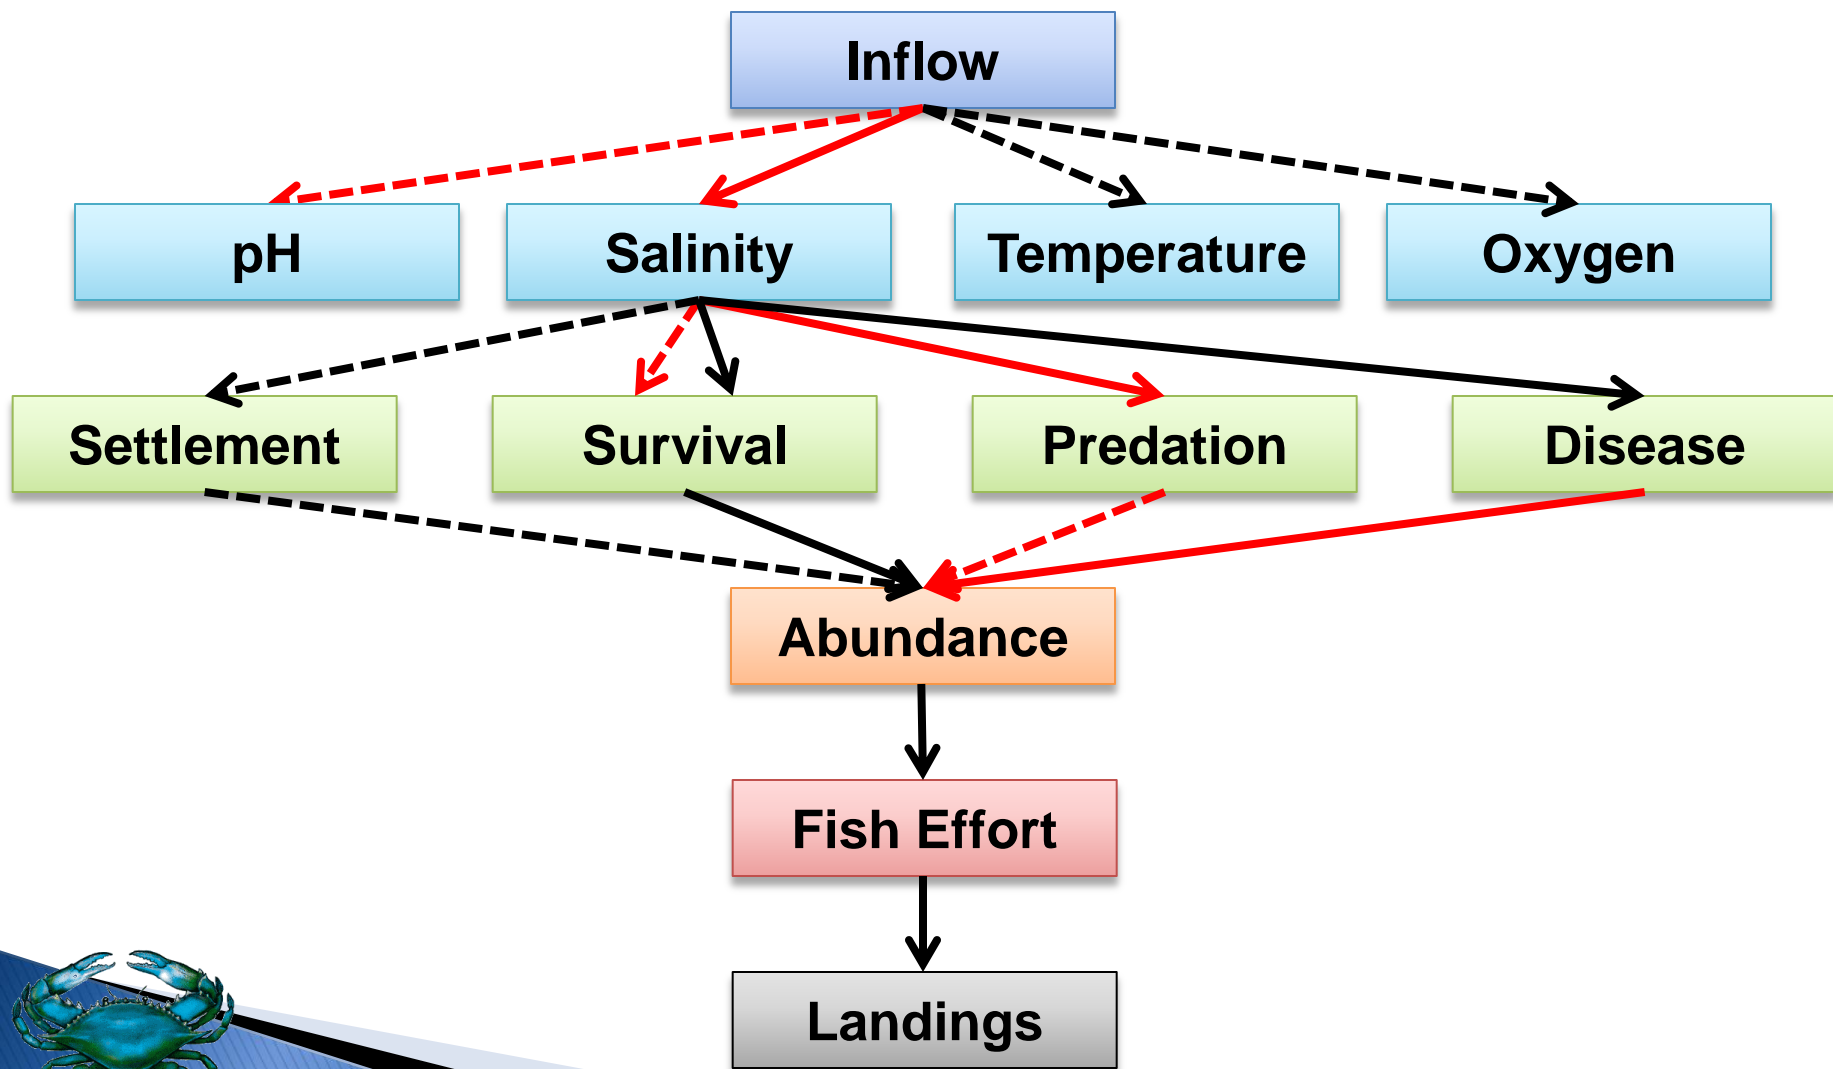 Inflow
pH
Salinity
Temperature
Oxygen
Settlement
Survival
Predation
Disease
Abundance
Fish Effort
Landings